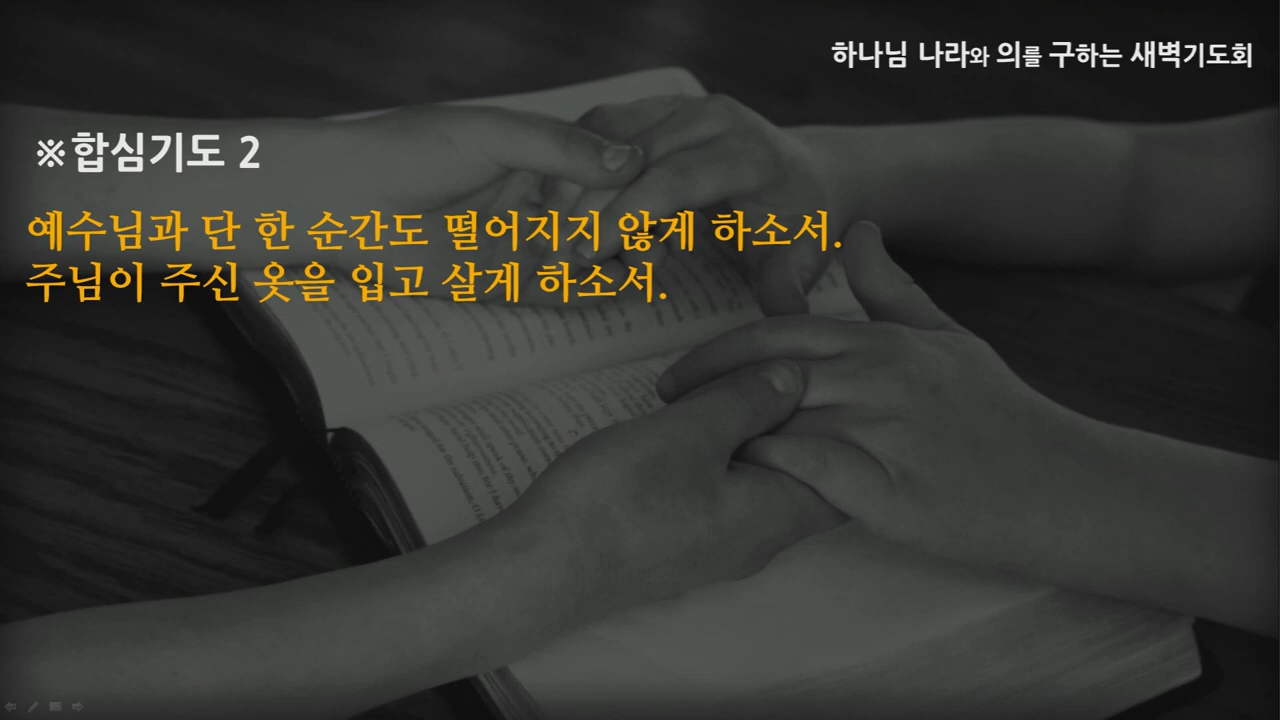 하나님 나라와 의를 구하는 새벽기도회
※합심기도 2
예수님과 단 한 순간도 떨어지지 않게 하소서.
주님이 주신 옷을 입고 살게 하소서.